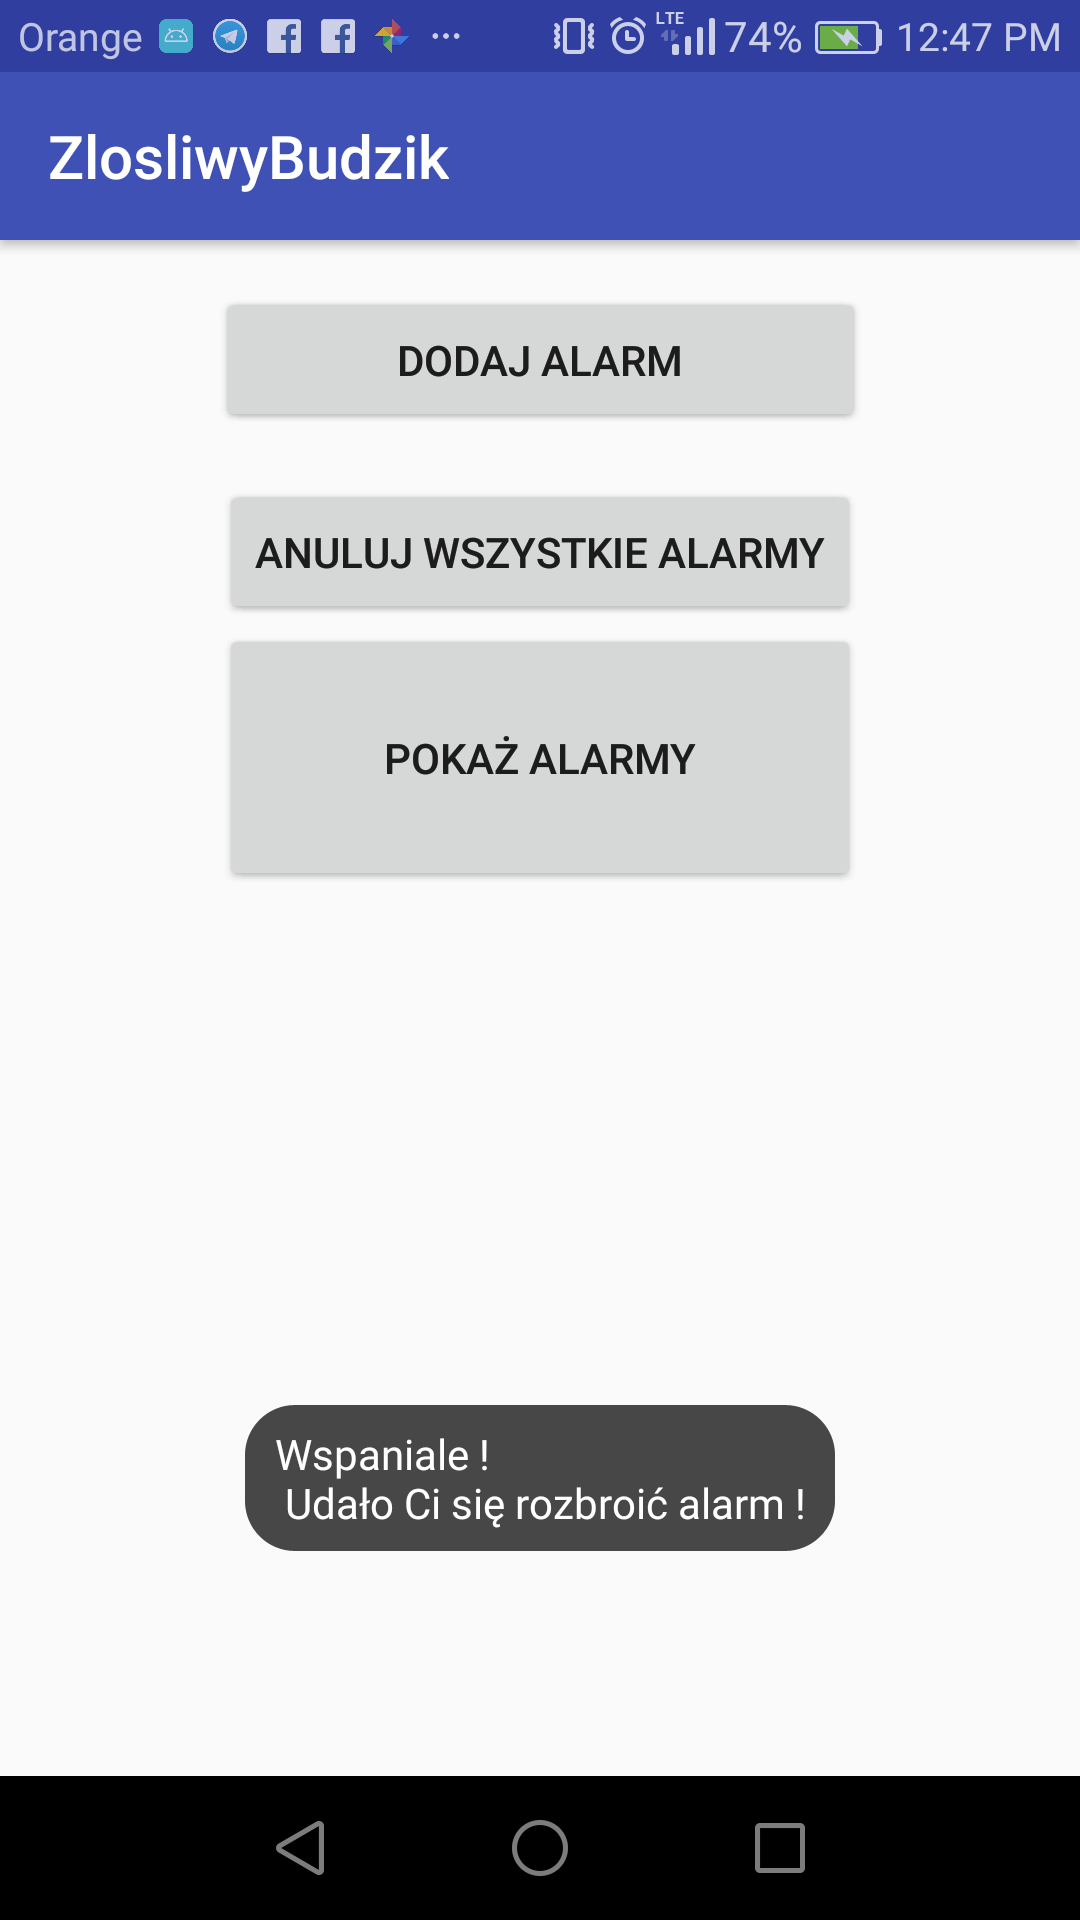 Orange LTE 74% 12:47 PM
ZlosliwyBudzik
DODAJ ALARM
ANULUJ WSZYSTKIE ALARMY
POKAŻ ALARMY
Wspaniale !
Udało Ci się rozbroić alarm !